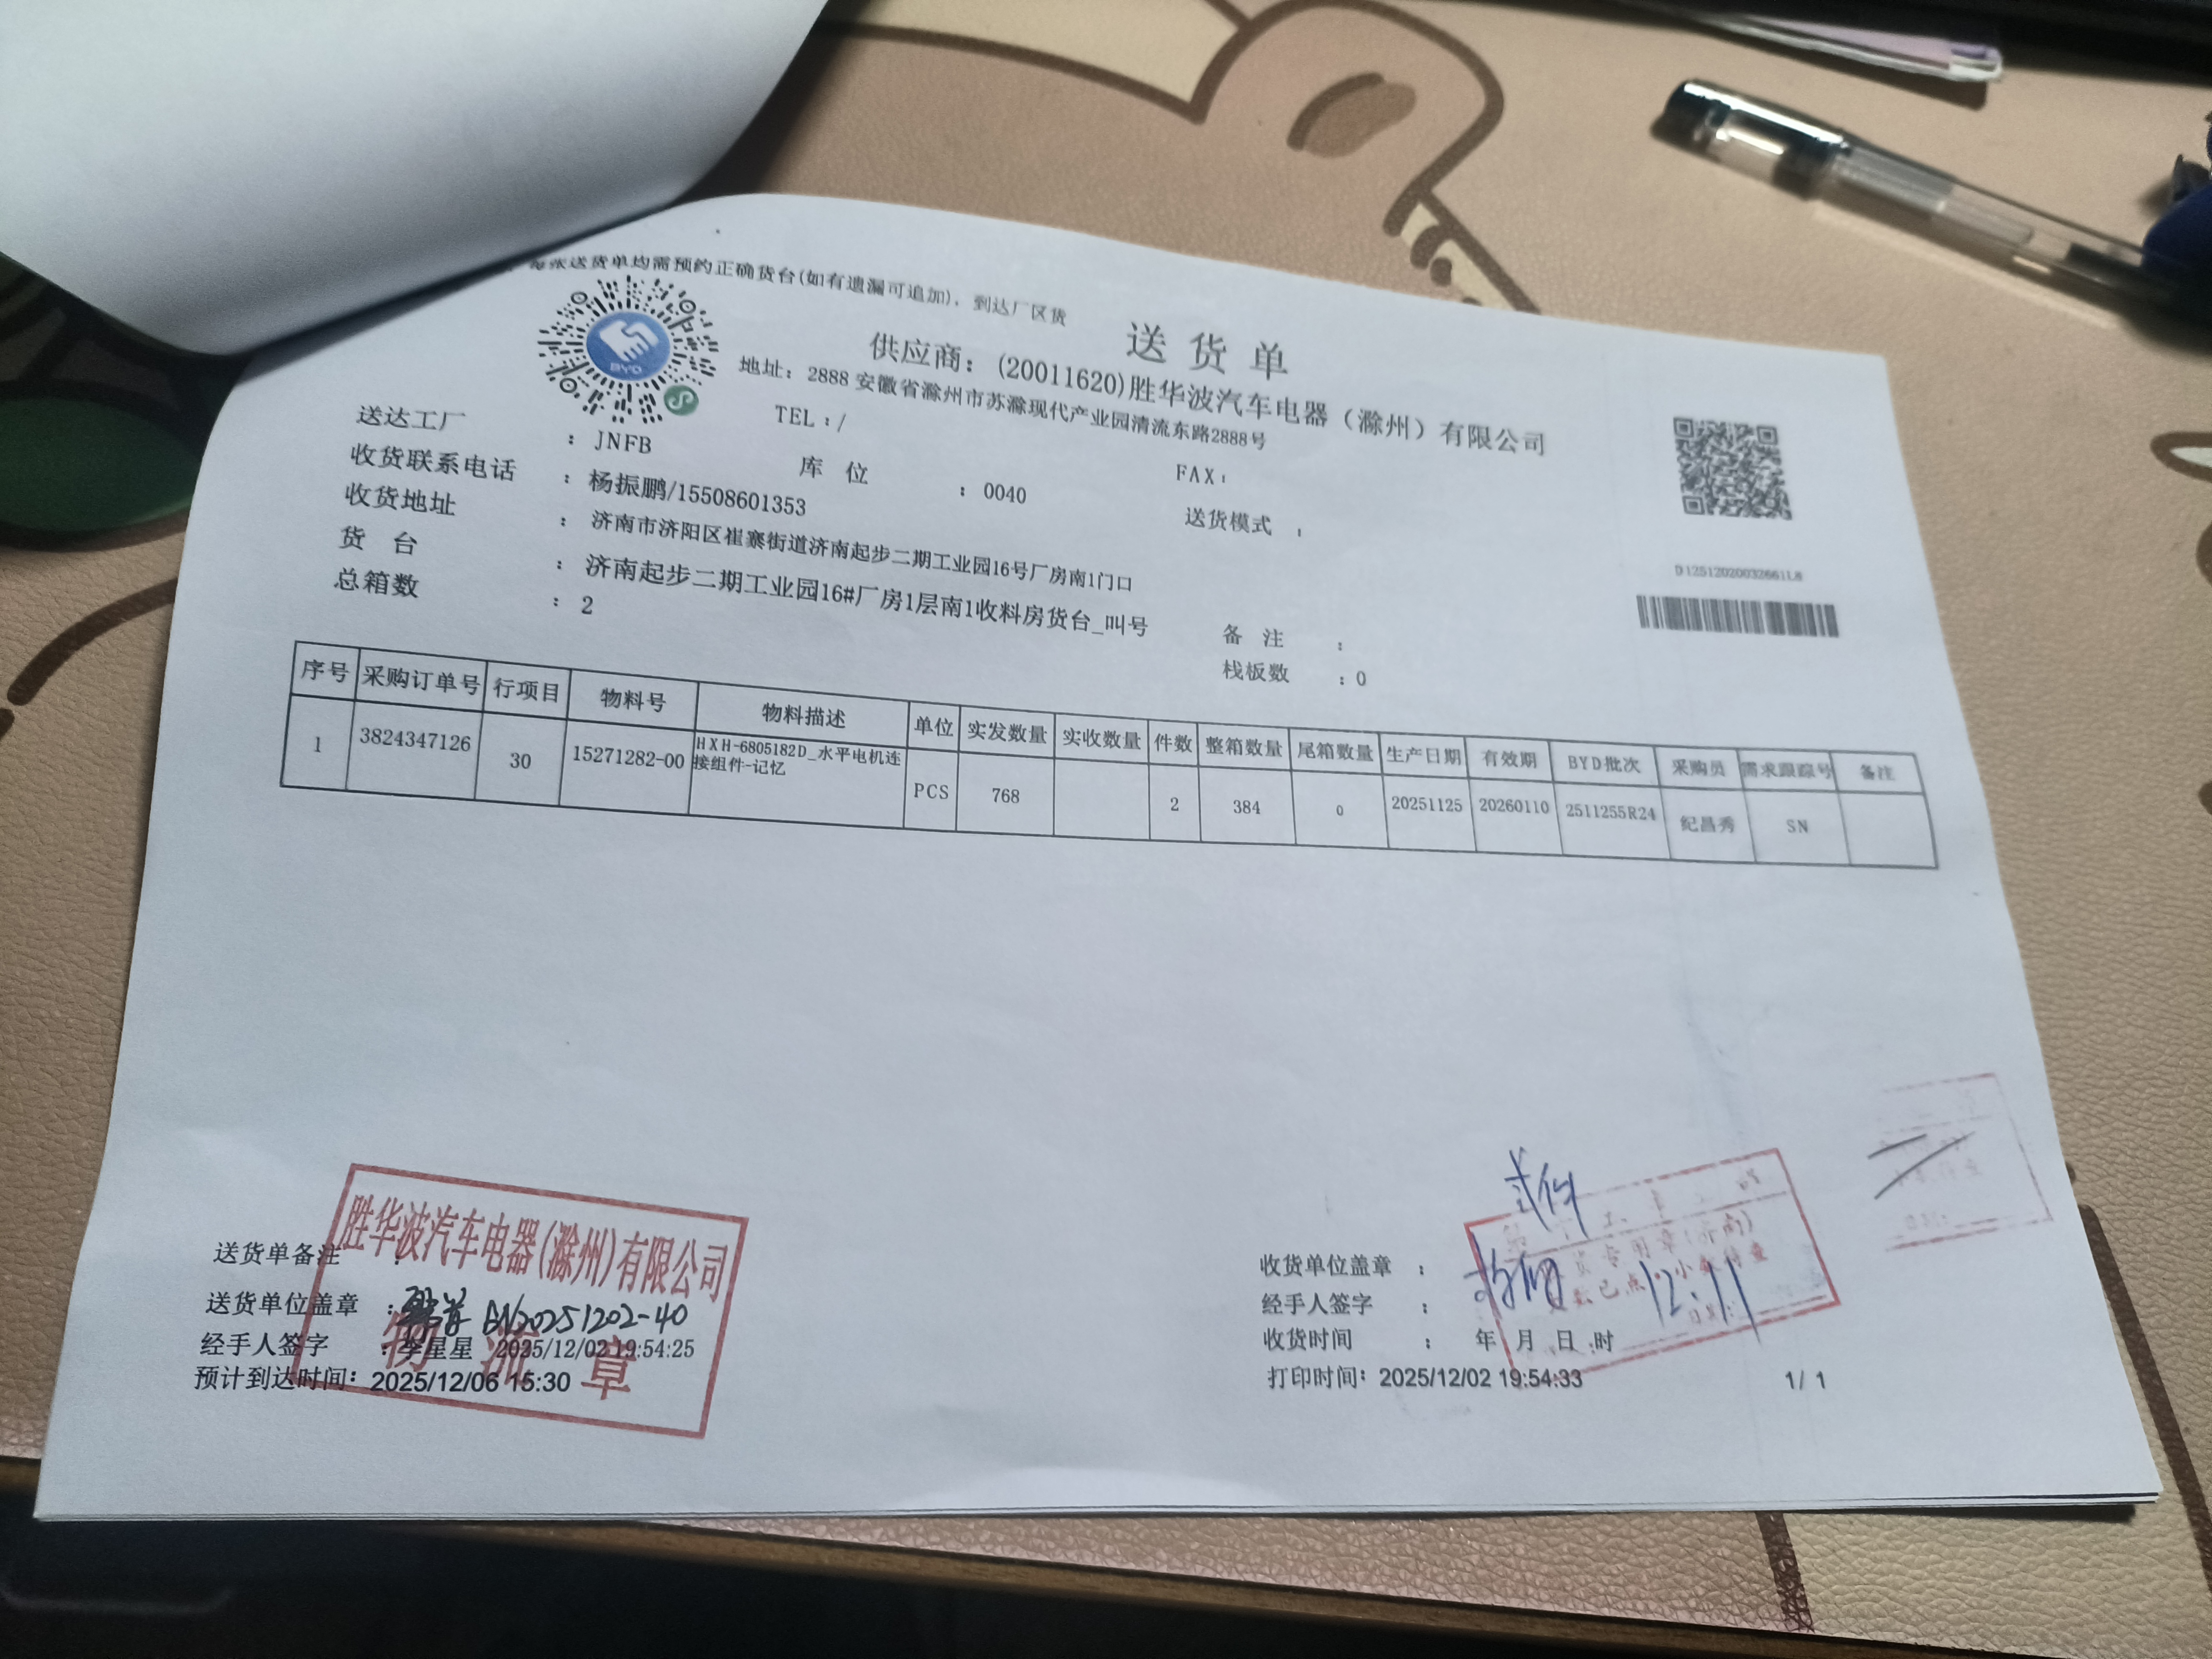 每张送货单均需预约正确货台(如有遗漏可追加)，到达厂区货
送货单
供应商：(20011620)胜华波汽车电器（滁州）有限公司
地址：2888 安徽省滁州市苏滁现代产业园清流东路2888号
TEL：/
FAX：
BYD
送达工厂 ：JNFB
库 位 ：0040
送货模式 ：
收货联系电话 ：杨振鹏/15508601353
收货地址 ：济南市济阳区崔寨街道济南起步二期工业园16号厂房南1门口
货 台 ：济南起步二期工业园16#厂房1层南1收料房货台_叫号
备 注 ：
总箱数 ：2
栈板数 ：0
序号 采购订单号 行项目 物料号 物料描述 单位 实发数量 实收数量 件数 整箱数量 尾箱数量 生产日期 有效期 BYD批次 采购员 需求跟踪号 备注
1 3824347126 30 15271282-00 HXH-6805182D_水平电机连接组件-记忆 PCS 768 2 384 0 20251125 20260110 2511255R24 纪昌秀 SN
胜华波汽车电器(滁州)有限公司
物流章
送货单备注 ：
送货单位盖章 ： BN20251202-40
经手人签字 ：李星星 2025/12/02 19:54:25
预计到达时间：2025/12/06 15:30
收货单位盖章 ：
经手人签字 ： 12.11
收货时间 ： 年 月 日 时
打印时间：2025/12/02 19:54:33
1/ 1